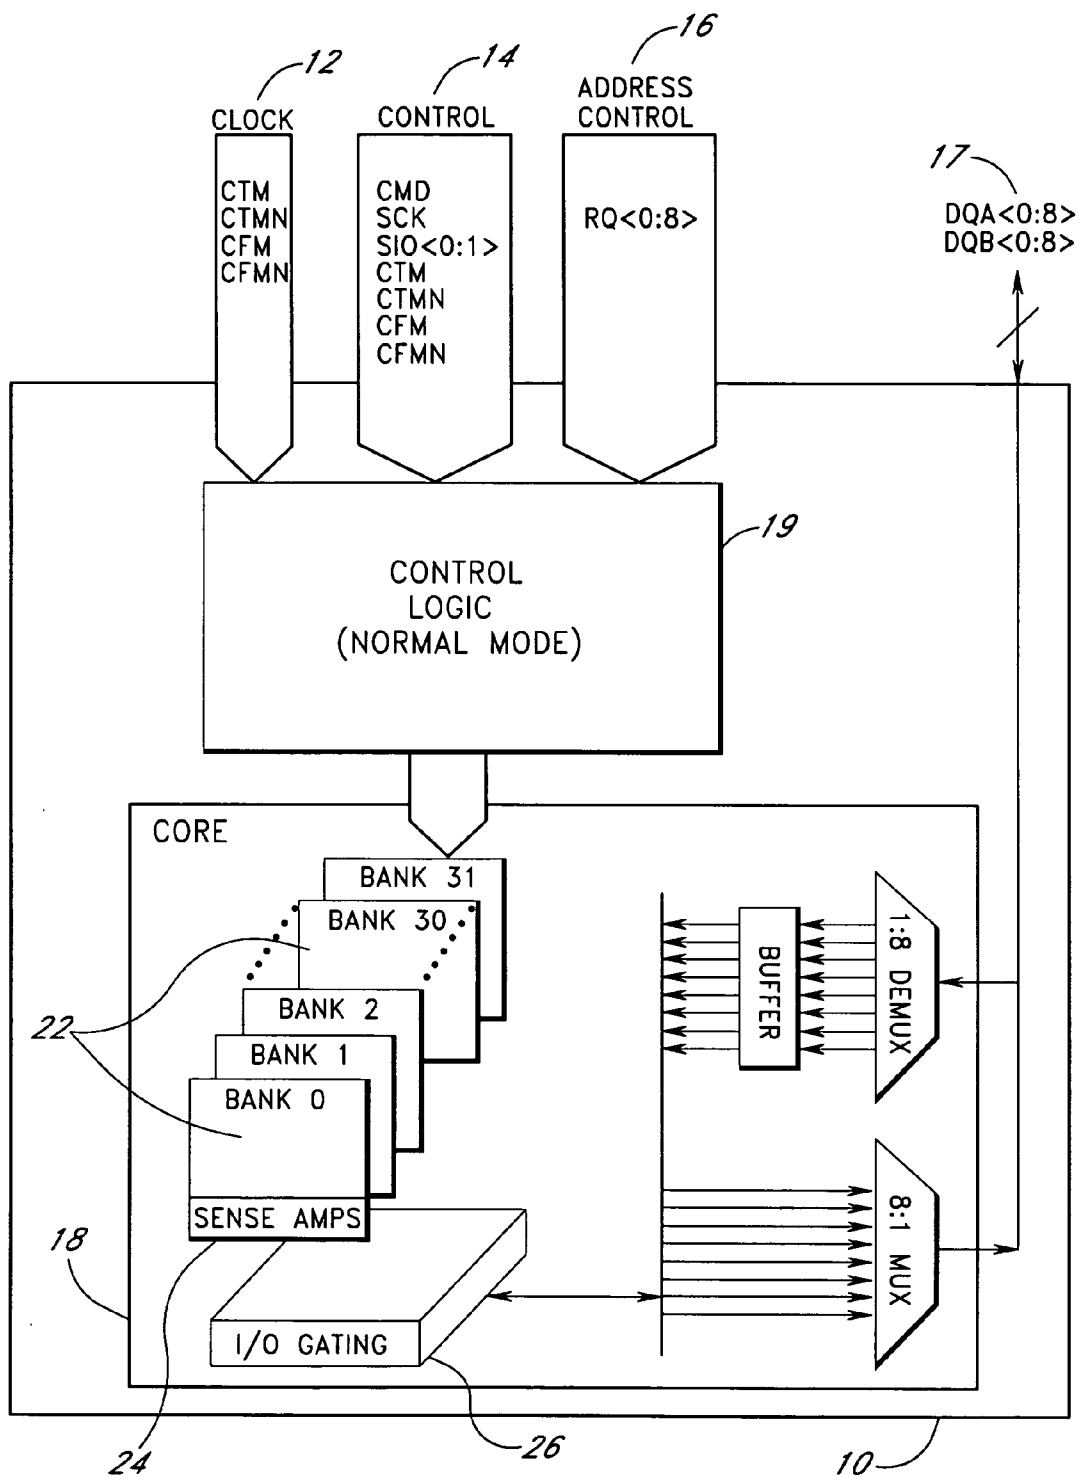 12
14
16
CLOCK
CONTROL
ADDRESS
CONTROL
17
CTM
CTMN
CFM
CFMN
CMD
SCK
SIO<0:1>
CTM
CTMN
CFM
CFMN
RQ<0:8>
DQA<0:8>
DQB<0:8>
19
CONTROL
LOGIC
(NORMAL MODE)
CORE
BANK 31
BANK 30
BANK 2
BANK 1
BANK 0
SENSE AMPS
I/O GATING
BUFFER
1:8 DEMUX
8:1 MUX
22
18
24
26
10